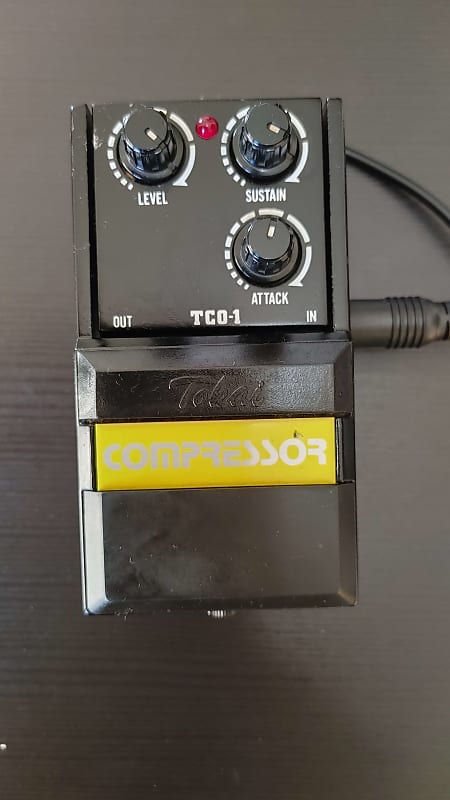 LEVEL
SUSTAIN
ATTACK
OUT TCO-1 IN
Tokai
COMPRESSOR